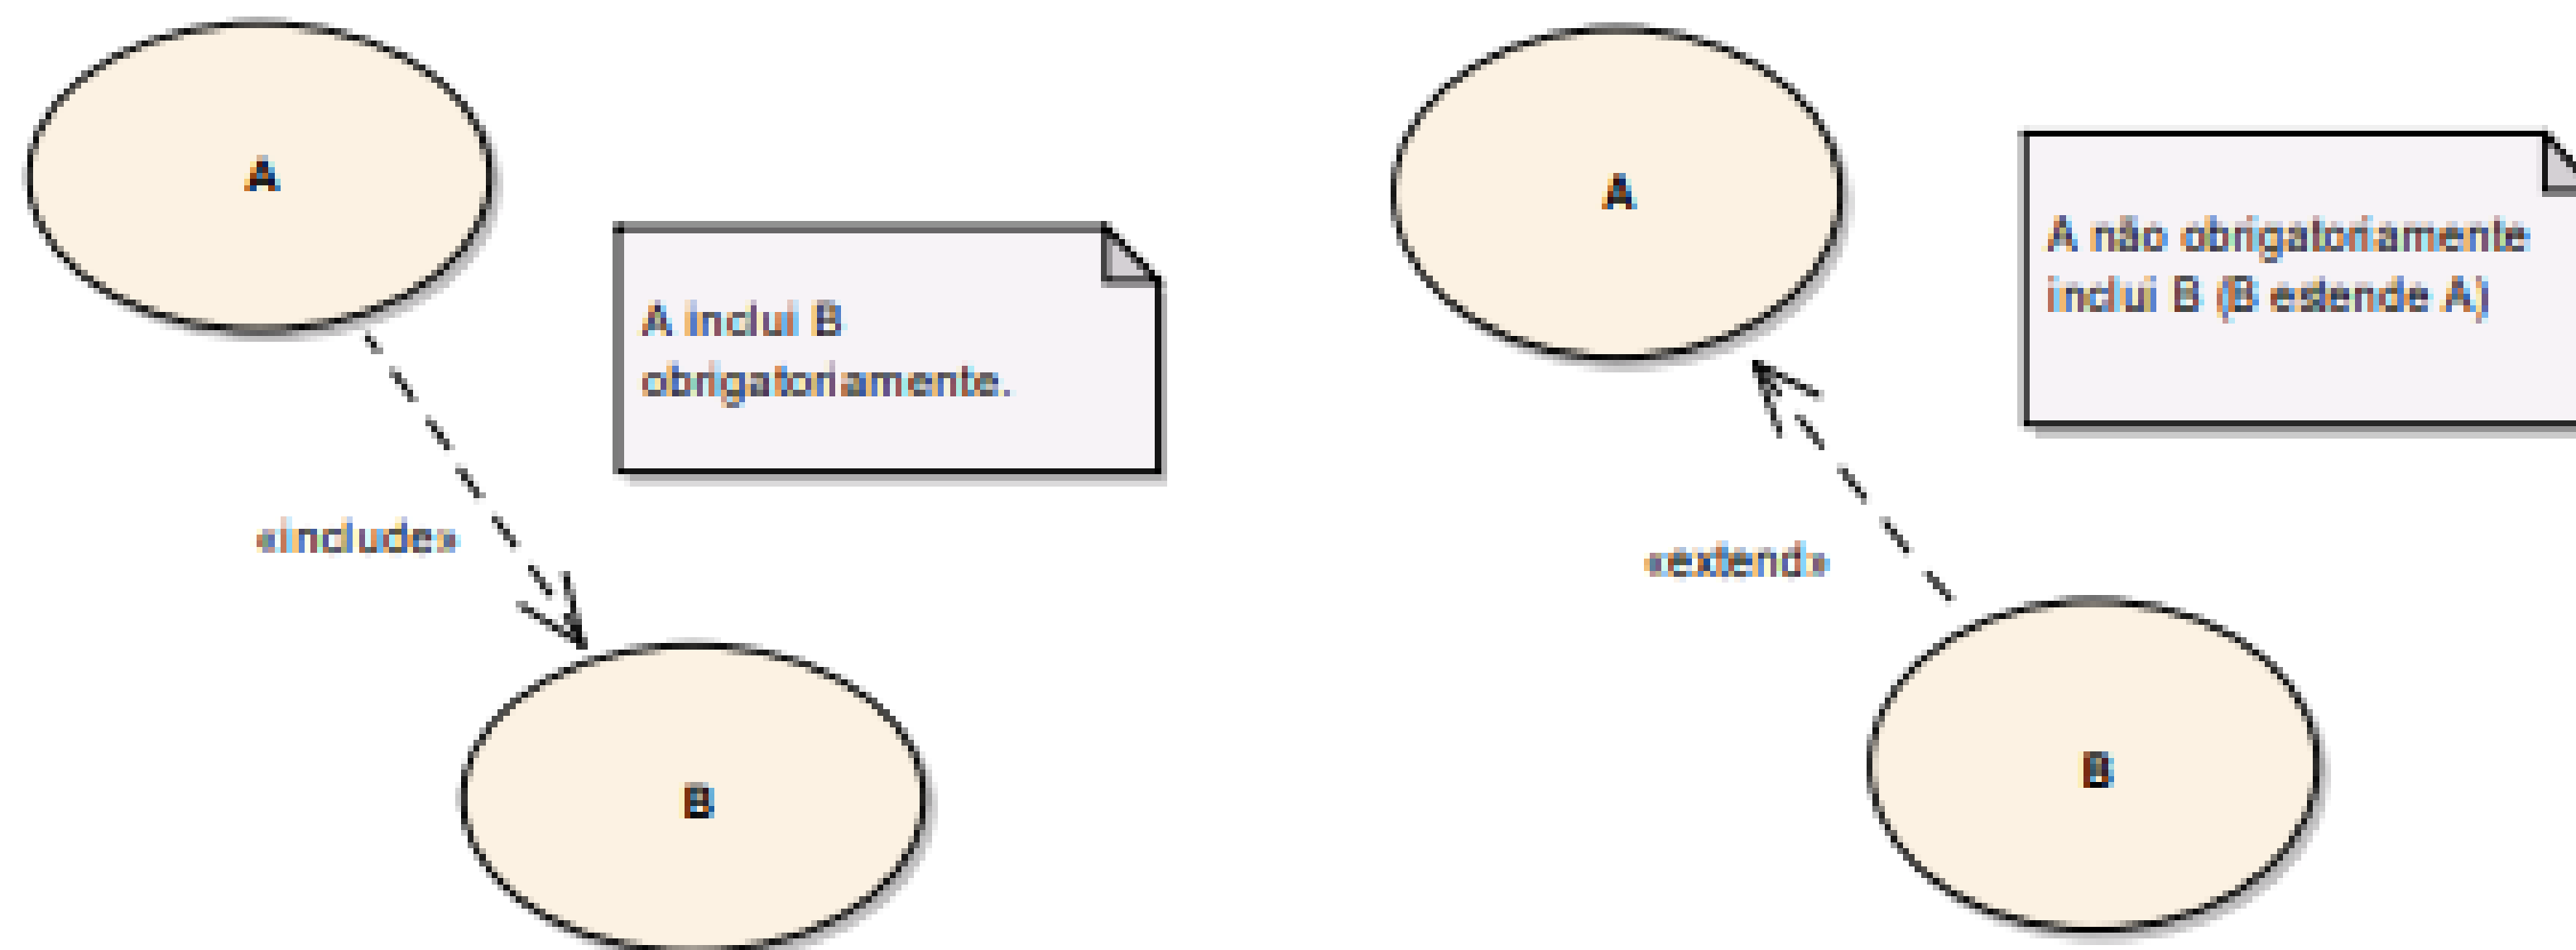 A
A inclui B
obrigatoriamente.
«include»
B
A
A não obrigatoriamente
inclui B (B estende A)
«extend»
B